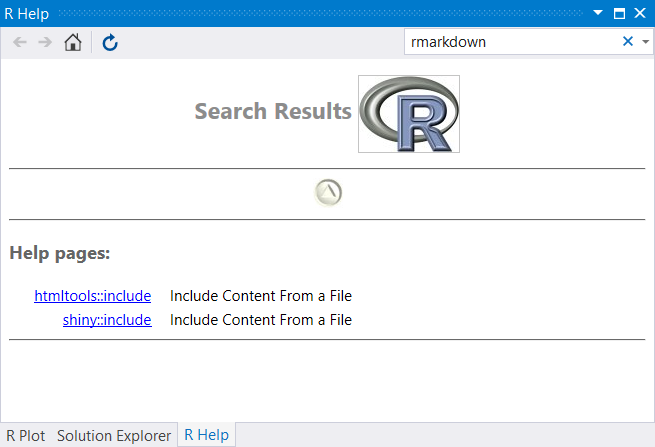 R Help
rmarkdown
Search Results R
Help pages:
htmltools::include Include Content From a File
shiny::include Include Content From a File
R Plot Solution Explorer R Help